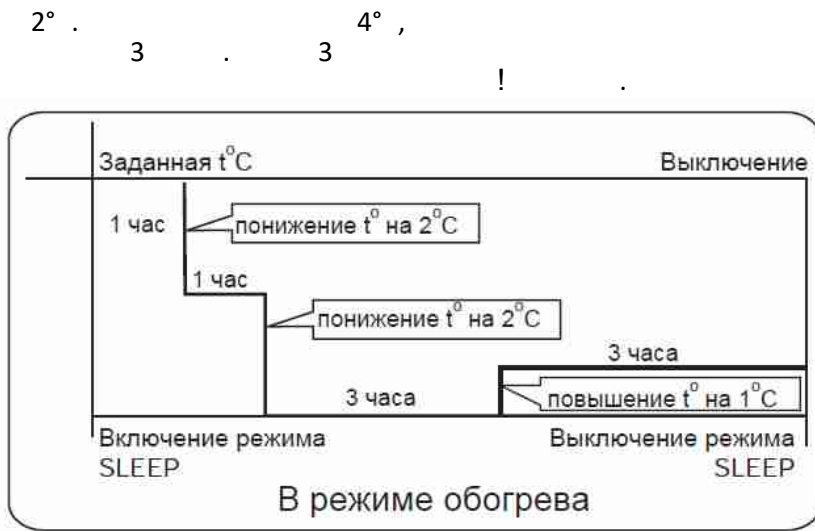 2° . 4° ,
3 . 3
! .
Заданная t°C Выключение
1 час
понижение t° на 2°C
1 час
понижение t° на 2°C
3 часа
3 часа
повышение t° на 1°C
Включение режима Выключение режима
SLEEP SLEEP
В режиме обогрева